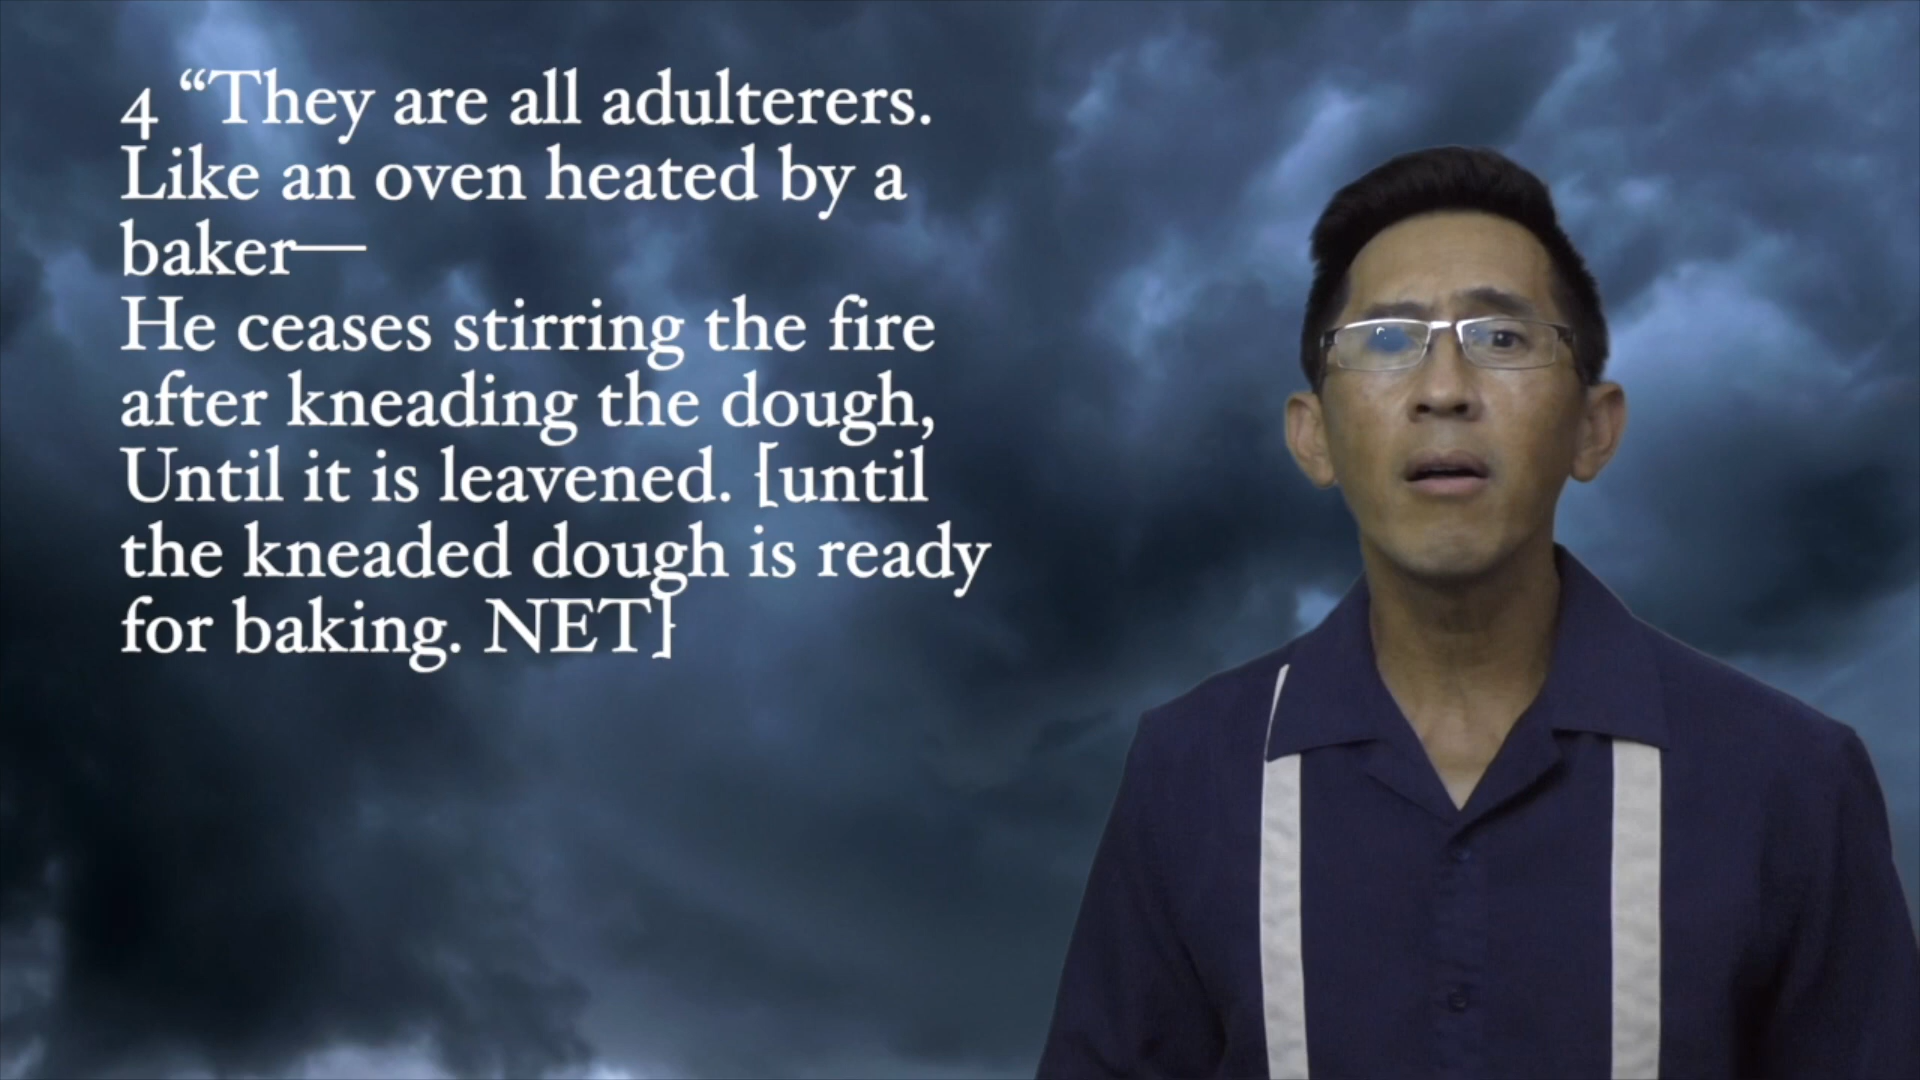 4 “They are all adulterers.
Like an oven heated by a
baker—
He ceases stirring the fire
after kneading the dough,
Until it is leavened. [until
the kneaded dough is ready
for baking. NET]